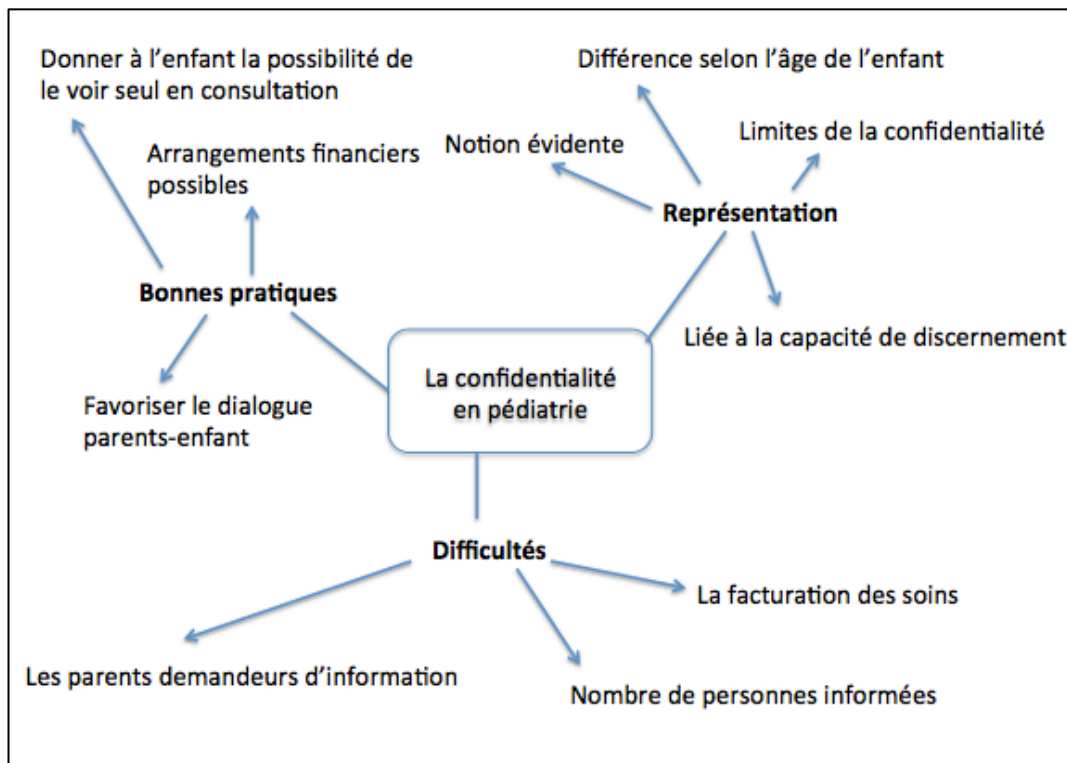 Donner à l’enfant la possibilité de
le voir seul en consultation
Arrangements financiers
possibles
Bonnes pratiques
Favoriser le dialogue
parents-enfant
Différence selon l’âge de l’enfant
Notion évidente
Limites de la confidentialité
Représentation
Liée à la capacité de discernement
La confidentialité
en pédiatrie
Difficultés
La facturation des soins
Les parents demandeurs d’information
Nombre de personnes informées